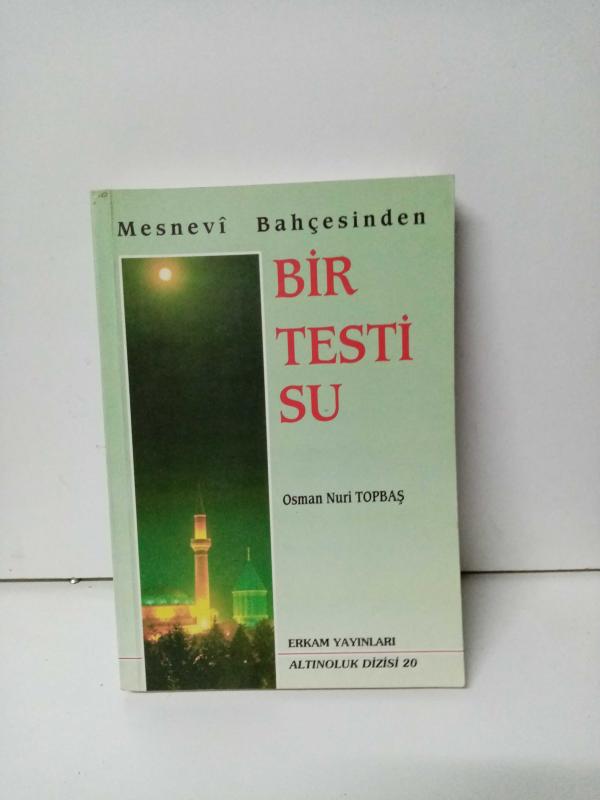 Mesnevî Bahçesinden
BİR
TESTİ
SU
Osman Nuri TOPBAŞ
ERKAM YAYINLARI
ALTINOLUK DİZİSİ 20